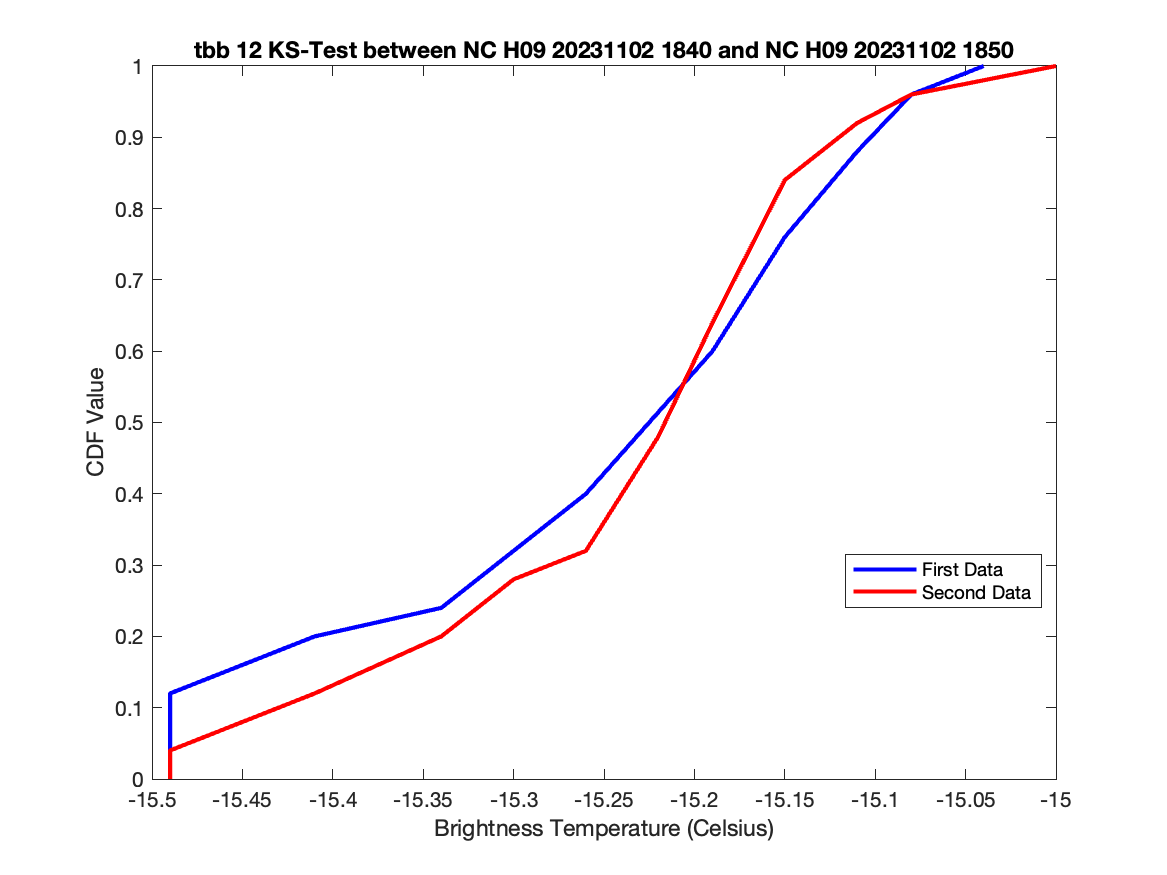 tbb 12 KS-Test between NC H09 20231102 1840 and NC H09 20231102 1850
1
0.9
0.8
0.7
0.6
0.5
0.4
0.3
0.2
0.1
0
CDF Value
First Data
Second Data
-15.5 -15.45 -15.4 -15.35 -15.3 -15.25 -15.2 -15.15 -15.1 -15.05 -15
Brightness Temperature (Celsius)